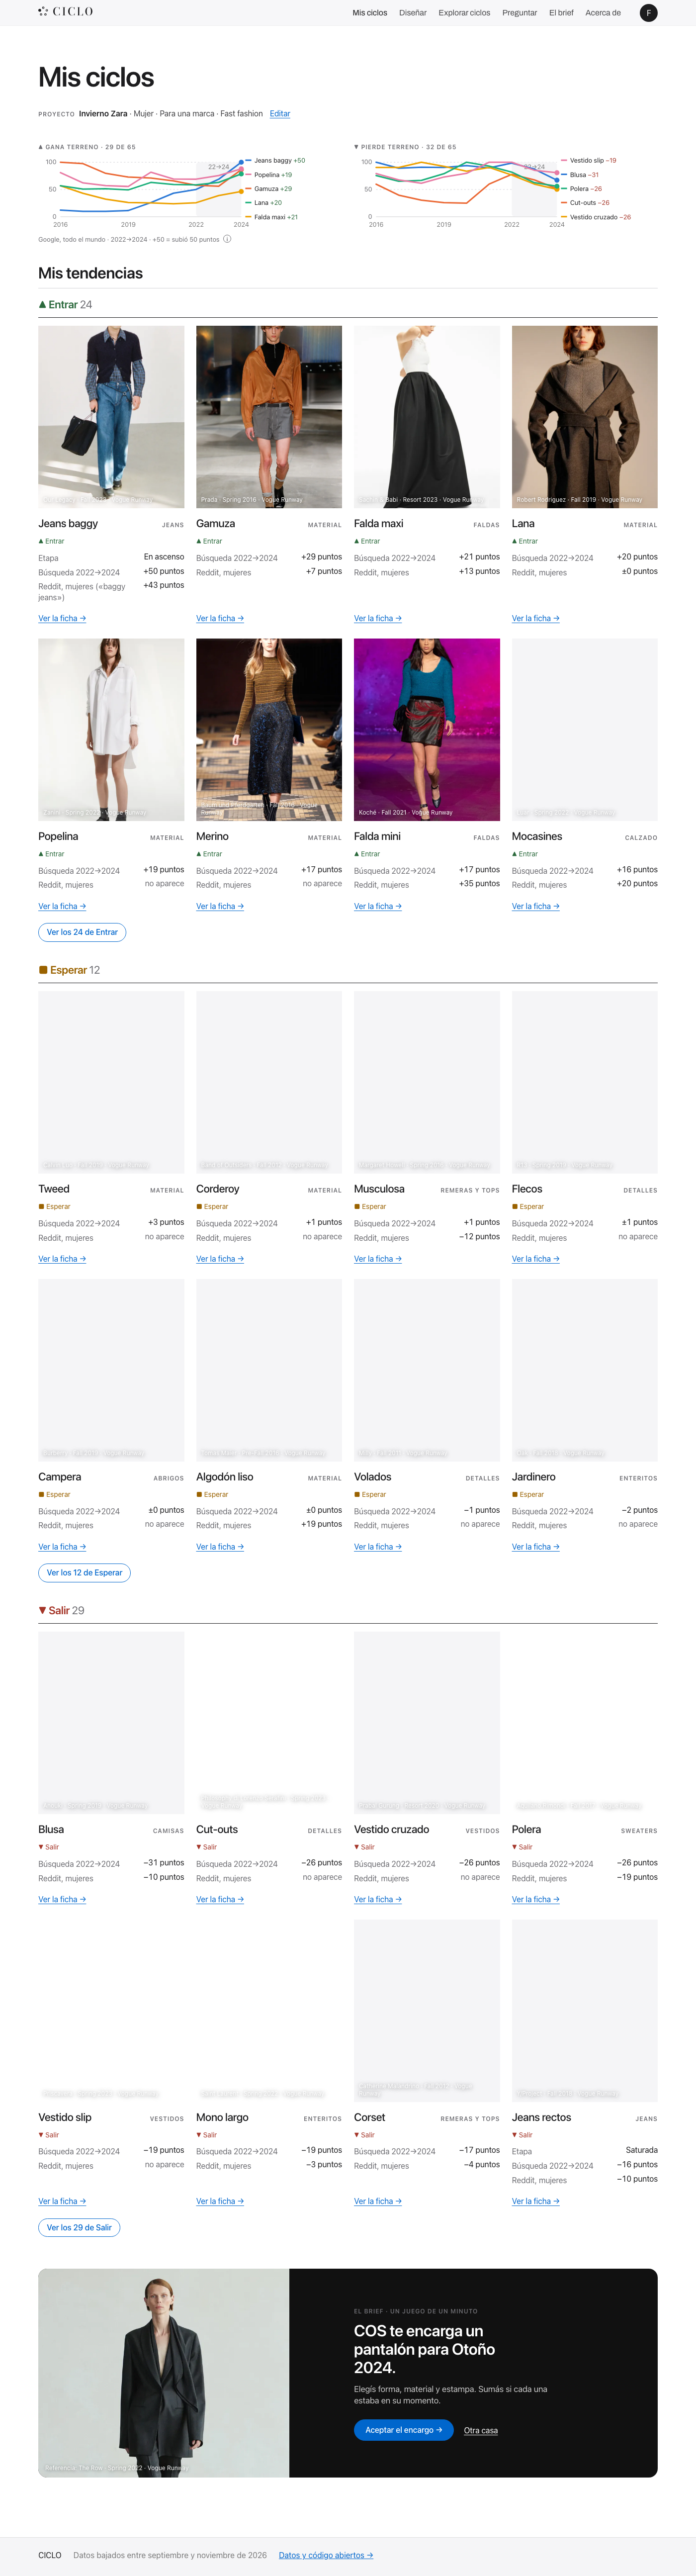 CICLO
Mis ciclos
Diseñar
Explorar ciclos
Preguntar
El brief
Acerca de
F
Mis ciclos
PROYECTO Invierno Zara · Mujer · Para una marca · Fast fashion Editar
GANA TERRENO · 29 DE 65
100
50
0
22→24
2016
2019
2022
2024
Jeans baggy +50
Popelina +19
Gamuza +29
Lana +20
Falda maxi +21
PIERDE TERRENO · 32 DE 65
100
50
0
22→24
2016
2019
2022
2024
Vestido slip −19
Blusa −31
Polera −26
Cut-outs −26
Vestido cruzado −26
Google, todo el mundo · 2022→2024 · +50 = subió 50 puntos
Mis tendencias
Entrar 24
Prada · Spring 2016 · Vogue Runway
Robert Rodriguez · Fall 2019 · Vogue Runway
Jeans baggy JEANS
Entrar
Etapa En ascenso
Búsqueda 2022→2024 +50 puntos
Reddit, mujeres («baggy jeans») +43 puntos
Ver la ficha →
Gamuza MATERIAL
Entrar
Búsqueda 2022→2024 +29 puntos
Reddit, mujeres +7 puntos
Ver la ficha →
Falda maxi FALDAS
Entrar
Búsqueda 2022→2024 +21 puntos
Reddit, mujeres +13 puntos
Ver la ficha →
Lana MATERIAL
Entrar
Búsqueda 2022→2024 +20 puntos
Reddit, mujeres ±0 puntos
Ver la ficha →
Koché · Fall 2021 · Vogue Runway
Popelina MATERIAL
Entrar
Búsqueda 2022→2024 +19 puntos
Reddit, mujeres no aparece
Ver la ficha →
Merino MATERIAL
Entrar
Búsqueda 2022→2024 +17 puntos
Reddit, mujeres no aparece
Ver la ficha →
Falda mini FALDAS
Entrar
Búsqueda 2022→2024 +17 puntos
Reddit, mujeres +35 puntos
Ver la ficha →
Mocasines CALZADO
Entrar
Búsqueda 2022→2024 +16 puntos
Reddit, mujeres +20 puntos
Ver la ficha →
Ver los 24 de Entrar
Esperar 12
Tweed MATERIAL
Esperar
Búsqueda 2022→2024 +3 puntos
Reddit, mujeres no aparece
Ver la ficha →
Corderoy MATERIAL
Esperar
Búsqueda 2022→2024 +1 puntos
Reddit, mujeres no aparece
Ver la ficha →
Musculosa REMERAS Y TOPS
Esperar
Búsqueda 2022→2024 +1 puntos
Reddit, mujeres −12 puntos
Ver la ficha →
Flecos DETALLES
Esperar
Búsqueda 2022→2024 ±1 puntos
Reddit, mujeres no aparece
Ver la ficha →
Campera ABRIGOS
Esperar
Búsqueda 2022→2024 ±0 puntos
Reddit, mujeres no aparece
Ver la ficha →
Algodón liso MATERIAL
Esperar
Búsqueda 2022→2024 ±0 puntos
Reddit, mujeres +19 puntos
Ver la ficha →
Volados DETALLES
Esperar
Búsqueda 2022→2024 −1 puntos
Reddit, mujeres no aparece
Ver la ficha →
Jardinero ENTERITOS
Esperar
Búsqueda 2022→2024 −2 puntos
Reddit, mujeres no aparece
Ver la ficha →
Ver los 12 de Esperar
Salir 29
Blusa CAMISAS
Salir
Búsqueda 2022→2024 −31 puntos
Reddit, mujeres −10 puntos
Ver la ficha →
Cut-outs DETALLES
Salir
Búsqueda 2022→2024 −26 puntos
Reddit, mujeres no aparece
Ver la ficha →
Vestido cruzado VESTIDOS
Salir
Búsqueda 2022→2024 −26 puntos
Reddit, mujeres no aparece
Ver la ficha →
Polera SWEATERS
Salir
Búsqueda 2022→2024 −26 puntos
Reddit, mujeres −19 puntos
Ver la ficha →
Vestido slip VESTIDOS
Salir
Búsqueda 2022→2024 −19 puntos
Reddit, mujeres no aparece
Ver la ficha →
Mono largo ENTERITOS
Salir
Búsqueda 2022→2024 −19 puntos
Reddit, mujeres −3 puntos
Ver la ficha →
Corset REMERAS Y TOPS
Salir
Búsqueda 2022→2024 −17 puntos
Reddit, mujeres −4 puntos
Ver la ficha →
Jeans rectos JEANS
Salir
Etapa Saturada
Búsqueda 2022→2024 −16 puntos
Reddit, mujeres −10 puntos
Ver la ficha →
Ver los 29 de Salir
Referencia: The Row · Spring 2022 · Vogue Runway
EL BRIEF · UN JUEGO DE UN MINUTO
COS te encarga un
pantalón para Otoño
2024.
Elegís forma, material y estampa. Sumás si cada una
estaba en su momento.
Aceptar el encargo →
Otra casa
CICLO
Datos bajados entre septiembre y noviembre de 2026
Datos y código abiertos →